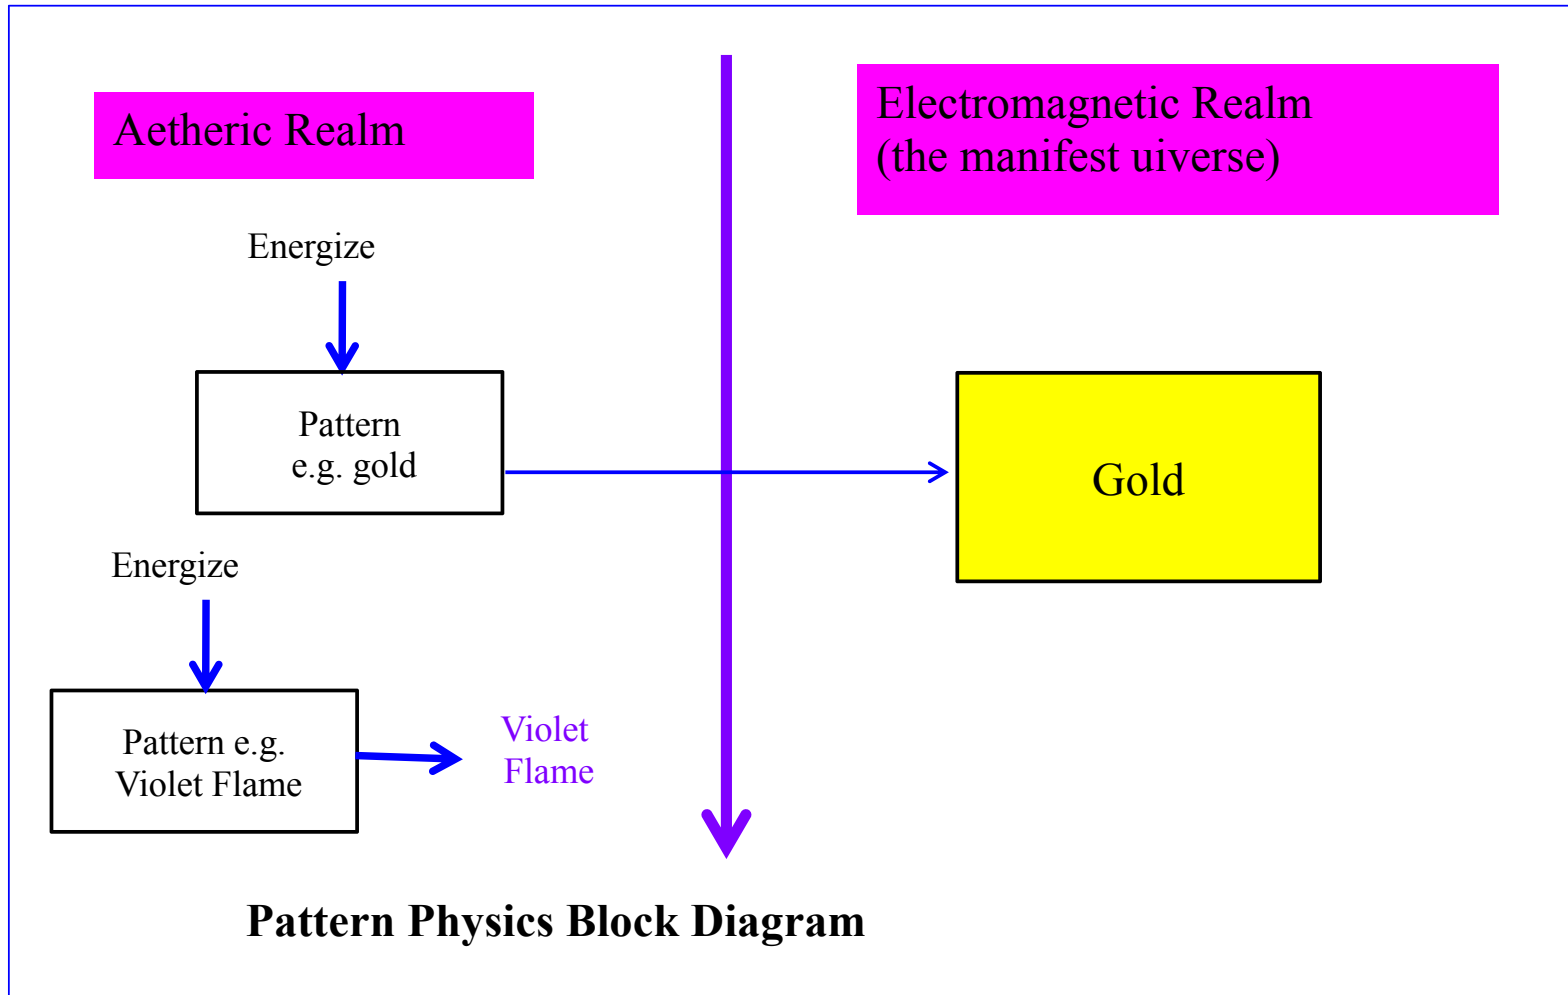 Aetheric Realm
Electromagnetic Realm
(the manifest uiverse)
Energize
Pattern
e.g. gold
Gold
Energize
Pattern e.g.
Violet Flame
Violet
Flame
Pattern Physics Block Diagram